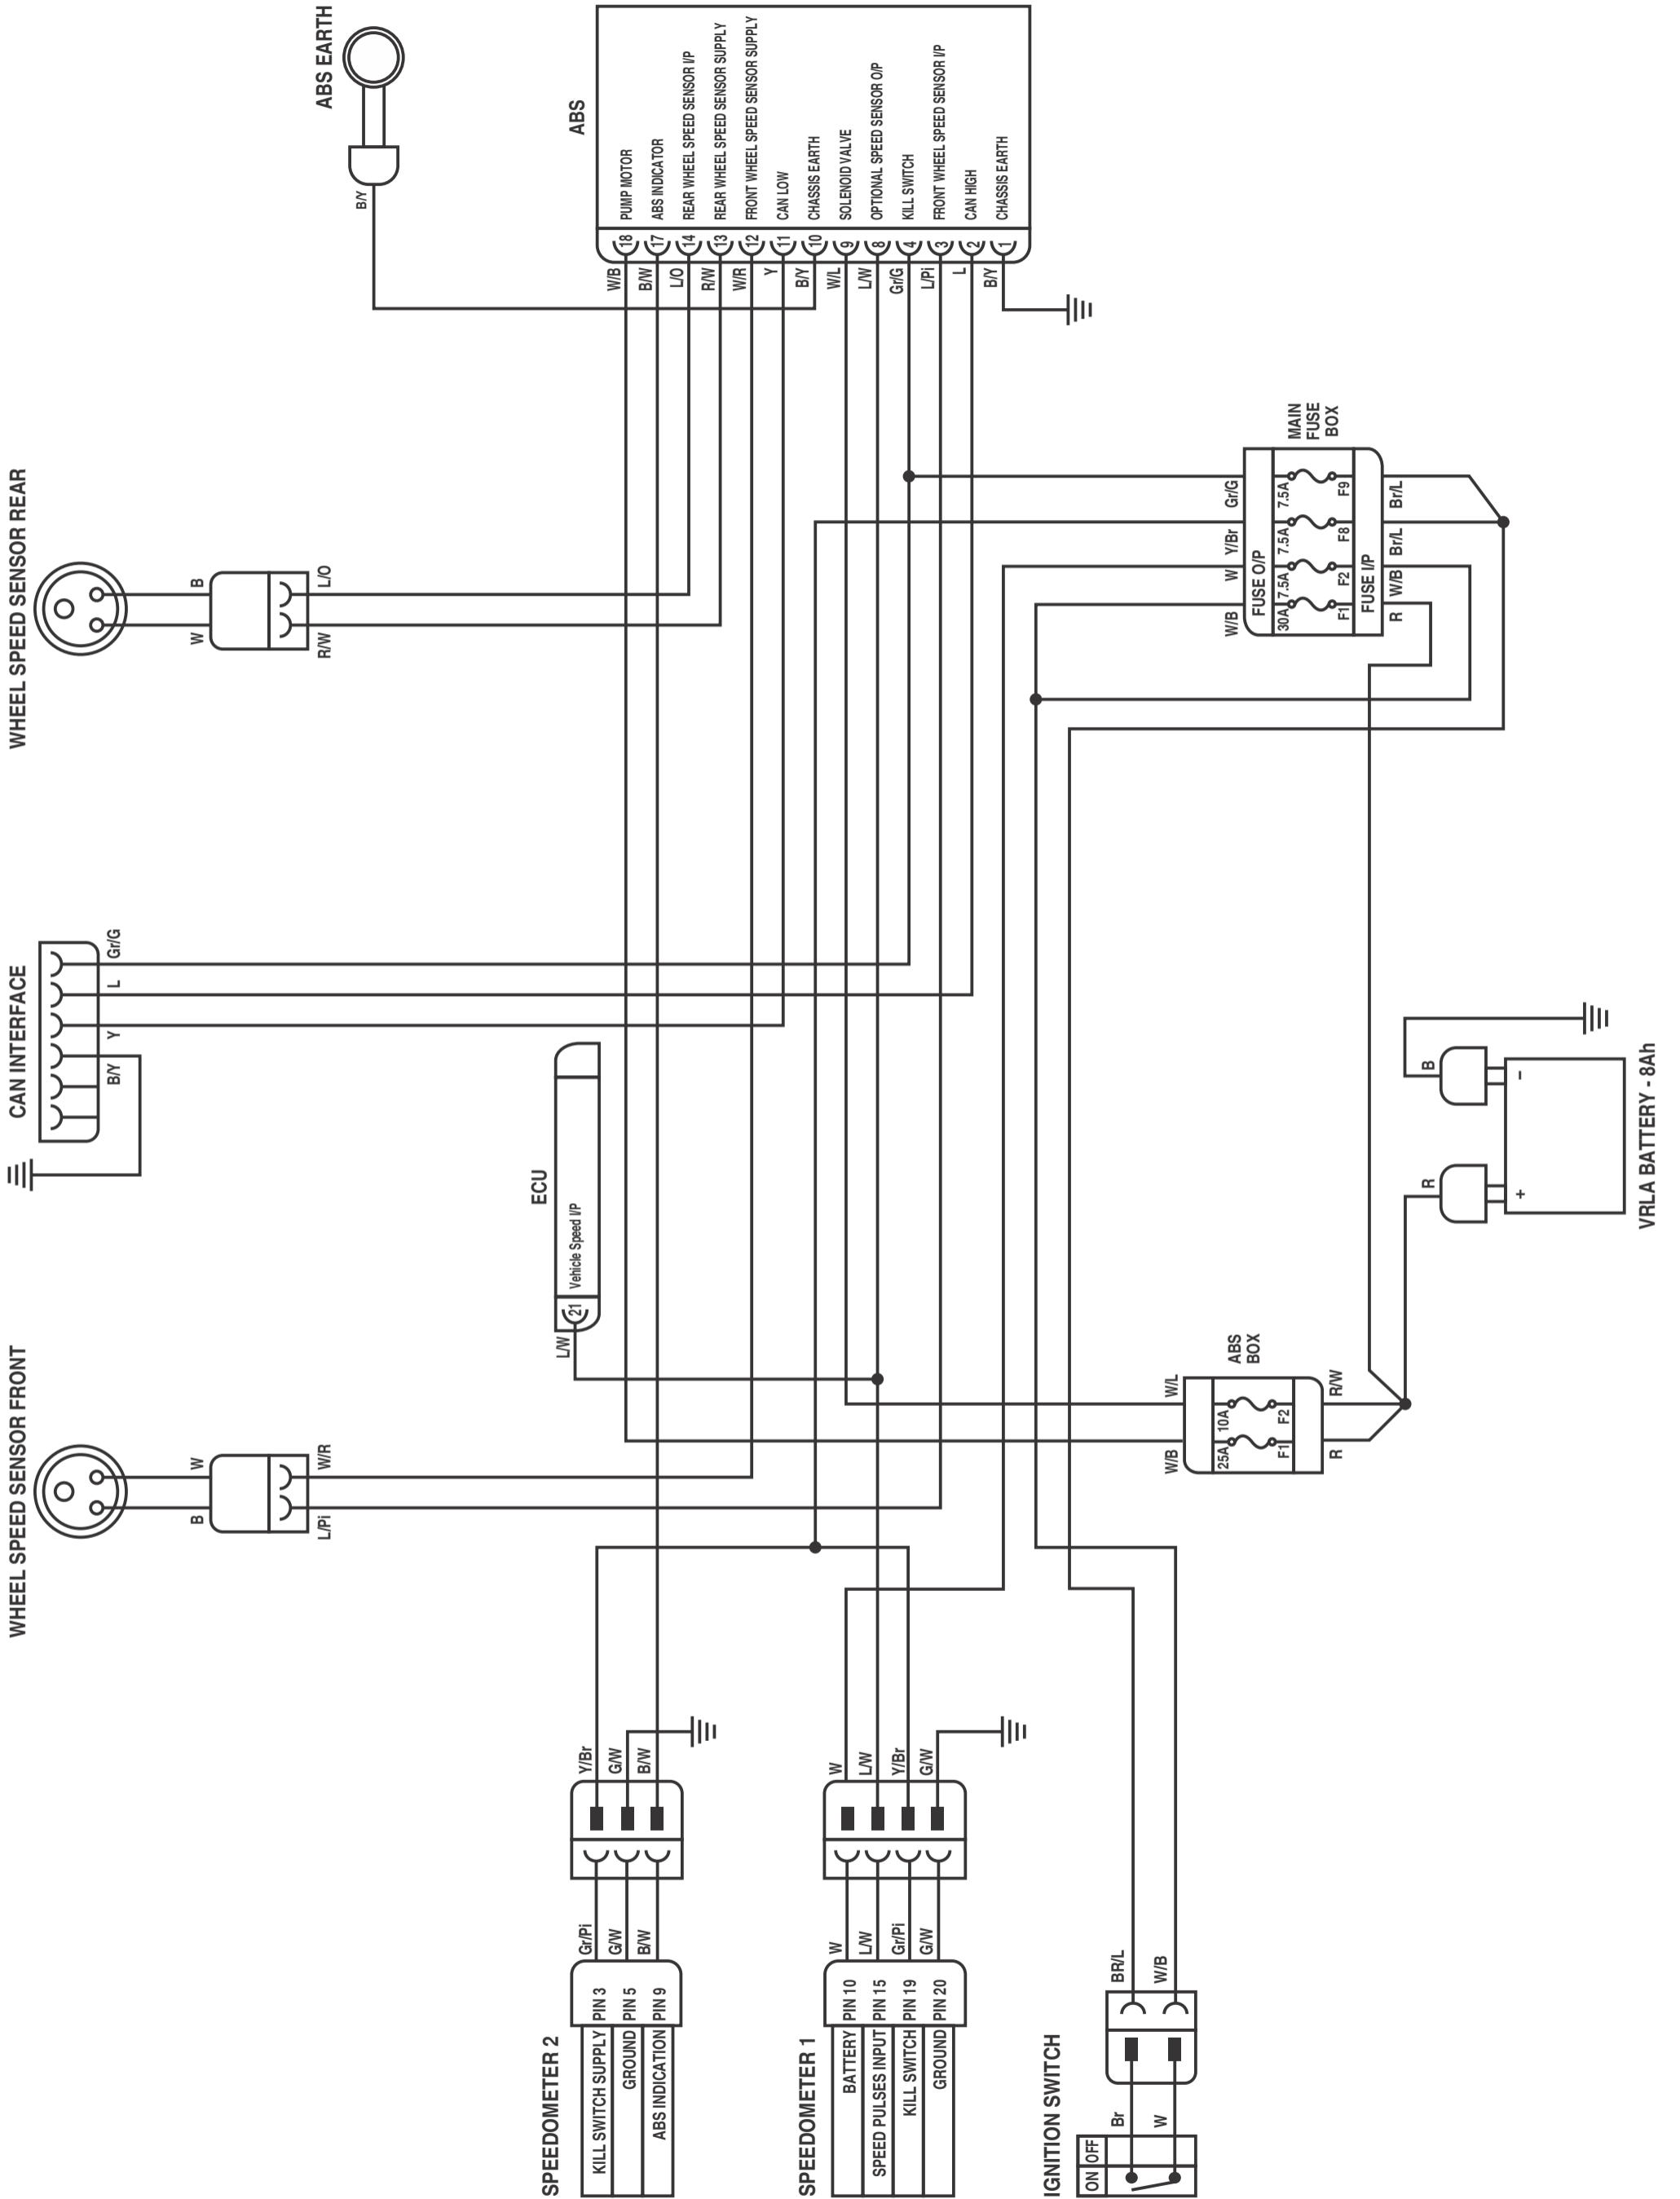 WHEEL SPEED SENSOR FRONT
W
B
W/R
L/Pi
CAN INTERFACE
Gr/G
L
Y
B/Y
WHEEL SPEED SENSOR REAR
B
W
L/O
R/W
ABS EARTH
B/Y
ECU
Vehicle Speed I/P
21
L/W
ABS
18 PUMP MOTOR
17 ABS INDICATOR
14 REAR WHEEL SPEED SENSOR I/P
13 REAR WHEEL SPEED SENSOR SUPPLY
12 FRONT WHEEL SPEED SENSOR SUPPLY
11 CAN LOW
10 CHASSIS EARTH
9 SOLENOID VALVE
8 OPTIONAL SPEED SENSOR O/P
4 KILL SWITCH
3 FRONT WHEEL SPEED SENSOR I/P
2 CAN HIGH
1 CHASSIS EARTH
W/B
B/W
L/O
R/W
W/R
Y
B/Y
W/L
L/W
Gr/G
L/Pi
L
B/Y
SPEEDOMETER 2
KILL SWITCH SUPPLY PIN 3
GROUND PIN 5
ABS INDICATION PIN 9
Gr/Pi
G/W
B/W
Y/Br
G/W
B/W
SPEEDOMETER 1
BATTERY PIN 10
SPEED PULSES INPUT PIN 15
KILL SWITCH PIN 19
GROUND PIN 20
W
L/W
Gr/Pi
G/W
W
L/W
Y/Br
G/W
IGNITION SWITCH
ON OFF
Br
W
BR/L
W/B
ABS
BOX
W/L
W/B
10A
25A
F2
F1
R/W
R
MAIN
FUSE
BOX
FUSE O/P
FUSE I/P
Gr/G
Y/Br
W
W/B
7.5A
7.5A
7.5A
30A
F9
F8
F2
F1
Br/L
Br/L
W/B
R
R
B
+
-
VRLA BATTERY - 8Ah